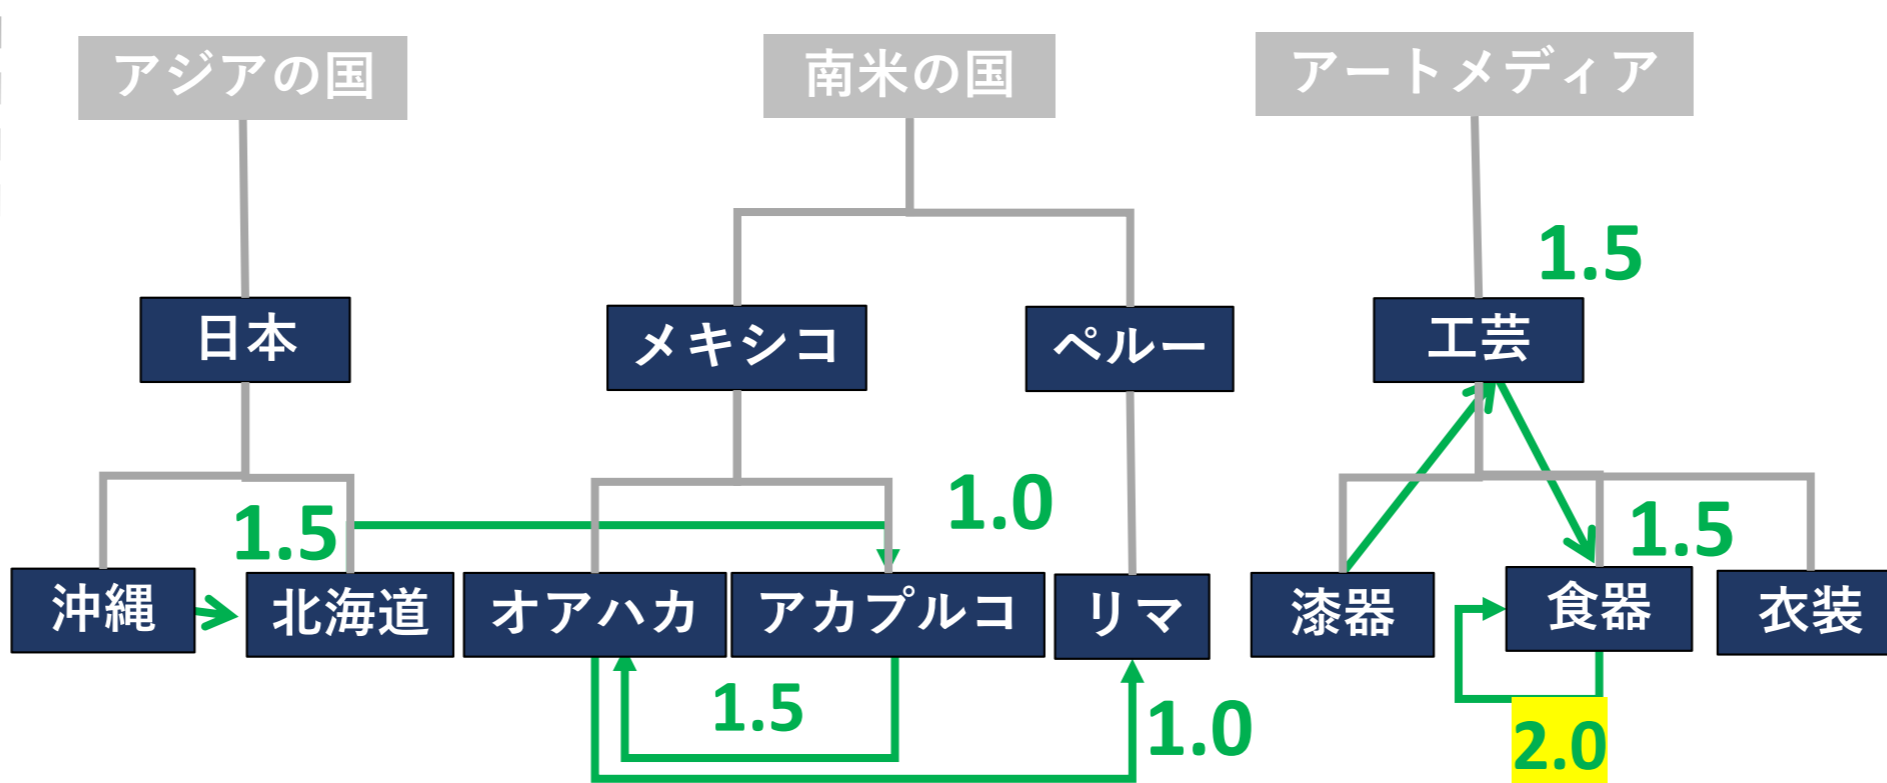 アジアの国
南米の国
アートメディア
1.5
日本
メキシコ
ペルー
工芸
1.5
1.0
1.5
沖縄
北海道
オアハカ
アカプルコ
リマ
漆器
食器
衣装
1.5
1.0
2.0